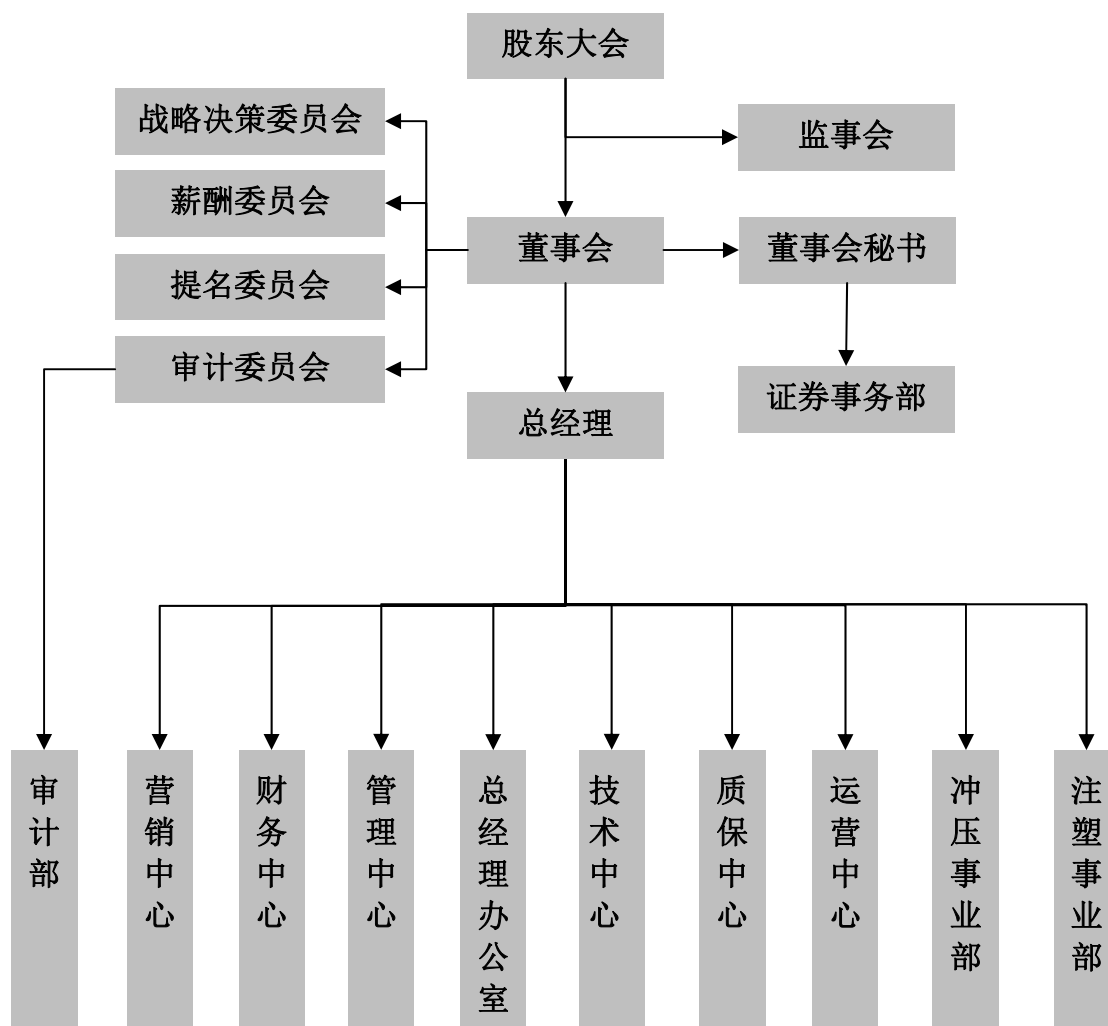 股东大会
战略决策委员会
监事会
薪酬委员会
董事会
董事会秘书
提名委员会
审计委员会
证券事务部
总经理
审计部
营销中心
财务中心
管理中心
总经理办公室
技术中心
质保中心
运营中心
冲压事业部
注塑事业部